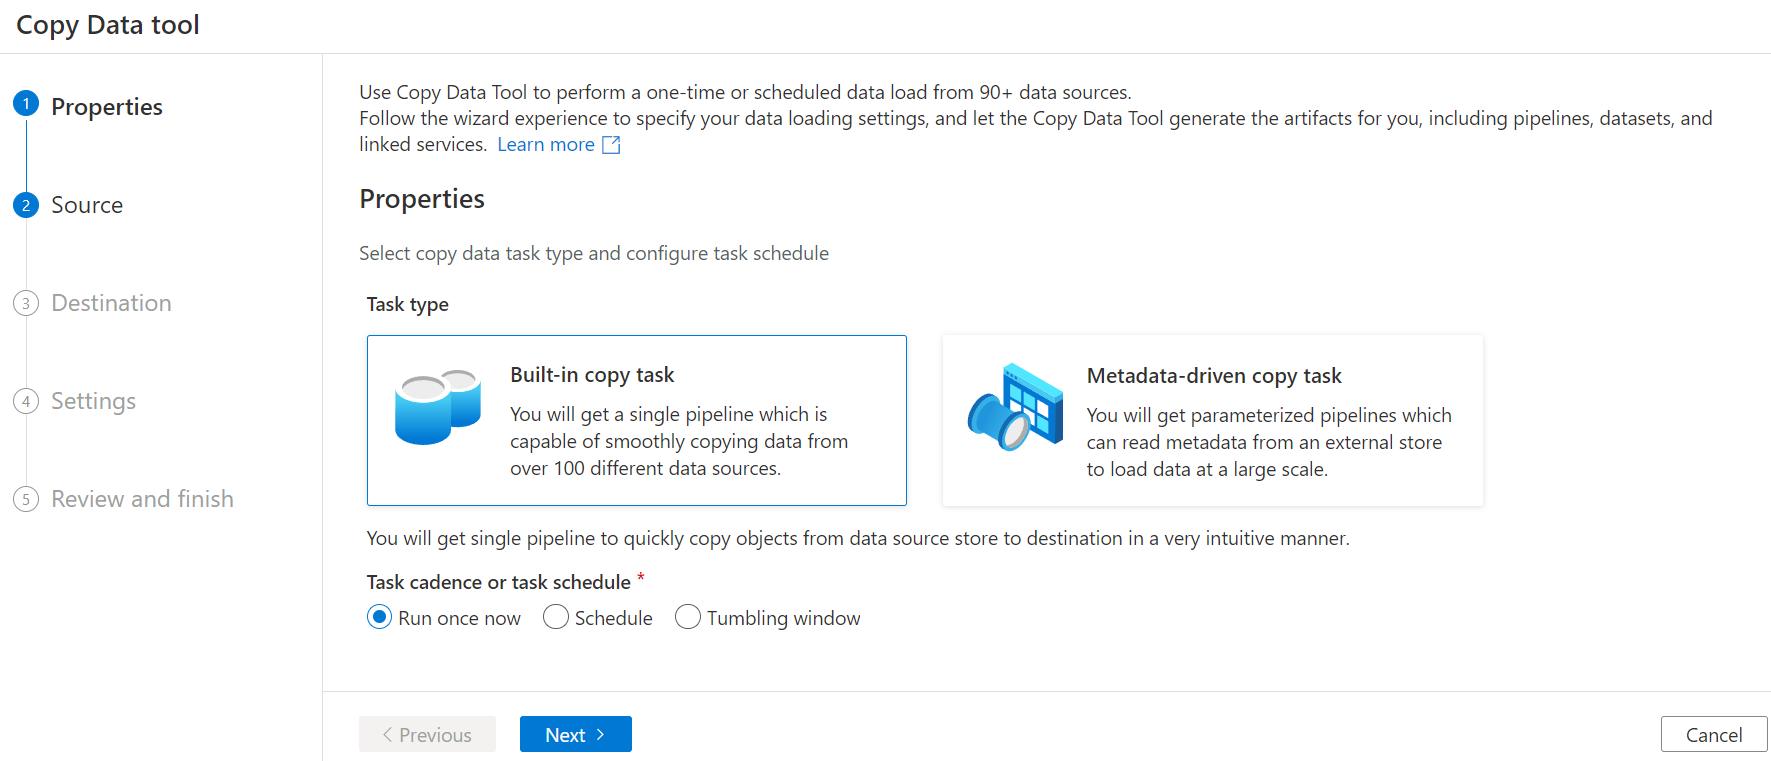 Copy Data tool
1 Properties
2 Source
3 Destination
4 Settings
5 Review and finish
Use Copy Data Tool to perform a one-time or scheduled data load from 90+ data sources.
Follow the wizard experience to specify your data loading settings, and let the Copy Data Tool generate the artifacts for you, including pipelines, datasets, and
linked services. Learn more
Properties
Select copy data task type and configure task schedule
Task type
Built-in copy task
You will get a single pipeline which is
capable of smoothly copying data from
over 100 different data sources.
Metadata-driven copy task
You will get parameterized pipelines which
can read metadata from an external store
to load data at a large scale.
You will get single pipeline to quickly copy objects from data source store to destination in a very intuitive manner.
Task cadence or task schedule *
Run once now Schedule Tumbling window
< Previous Next > Cancel